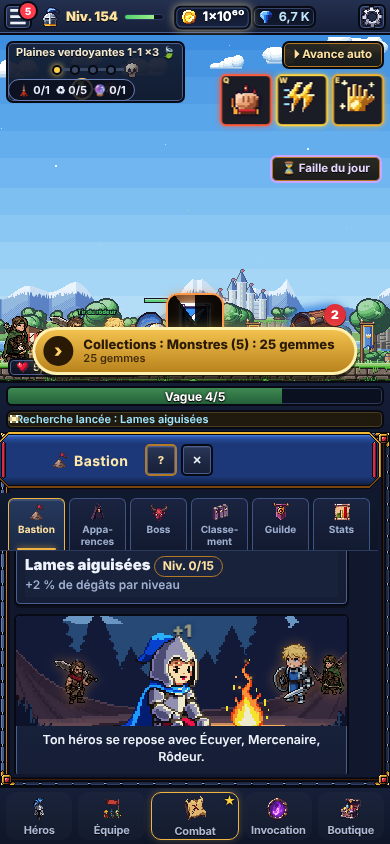 5
Niv. 154
1×10⁶⁰
6,7 K
Plaines verdoyantes 1-1 ×3
0/1 0/5 0/1
Avance auto
Q
W
E
Faille du jour
Tir du rôdeur
2
Collections : Monstres (5) : 25 gemmes
25 gemmes
Vague 4/5
Recherche lancée : Lames aiguisées
Bastion
?
×
Bastion
Appa-
rences
Boss
Classe-
ment
Guilde
Stats
Lames aiguisées Niv. 0/15
+2 % de dégâts par niveau
+1
Ton héros se repose avec Écuyer, Mercenaire,
Rôdeur.
Héros
Équipe
Combat
Invocation
Boutique